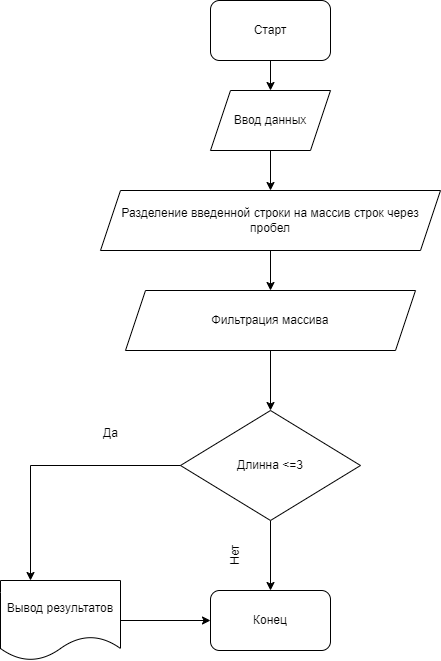 Старт
Ввод данных
Разделение введенной строки на массив строк через
пробел
Фильтрация массива
Да
Длинна <=3
Нет
Вывод результатов
Конец